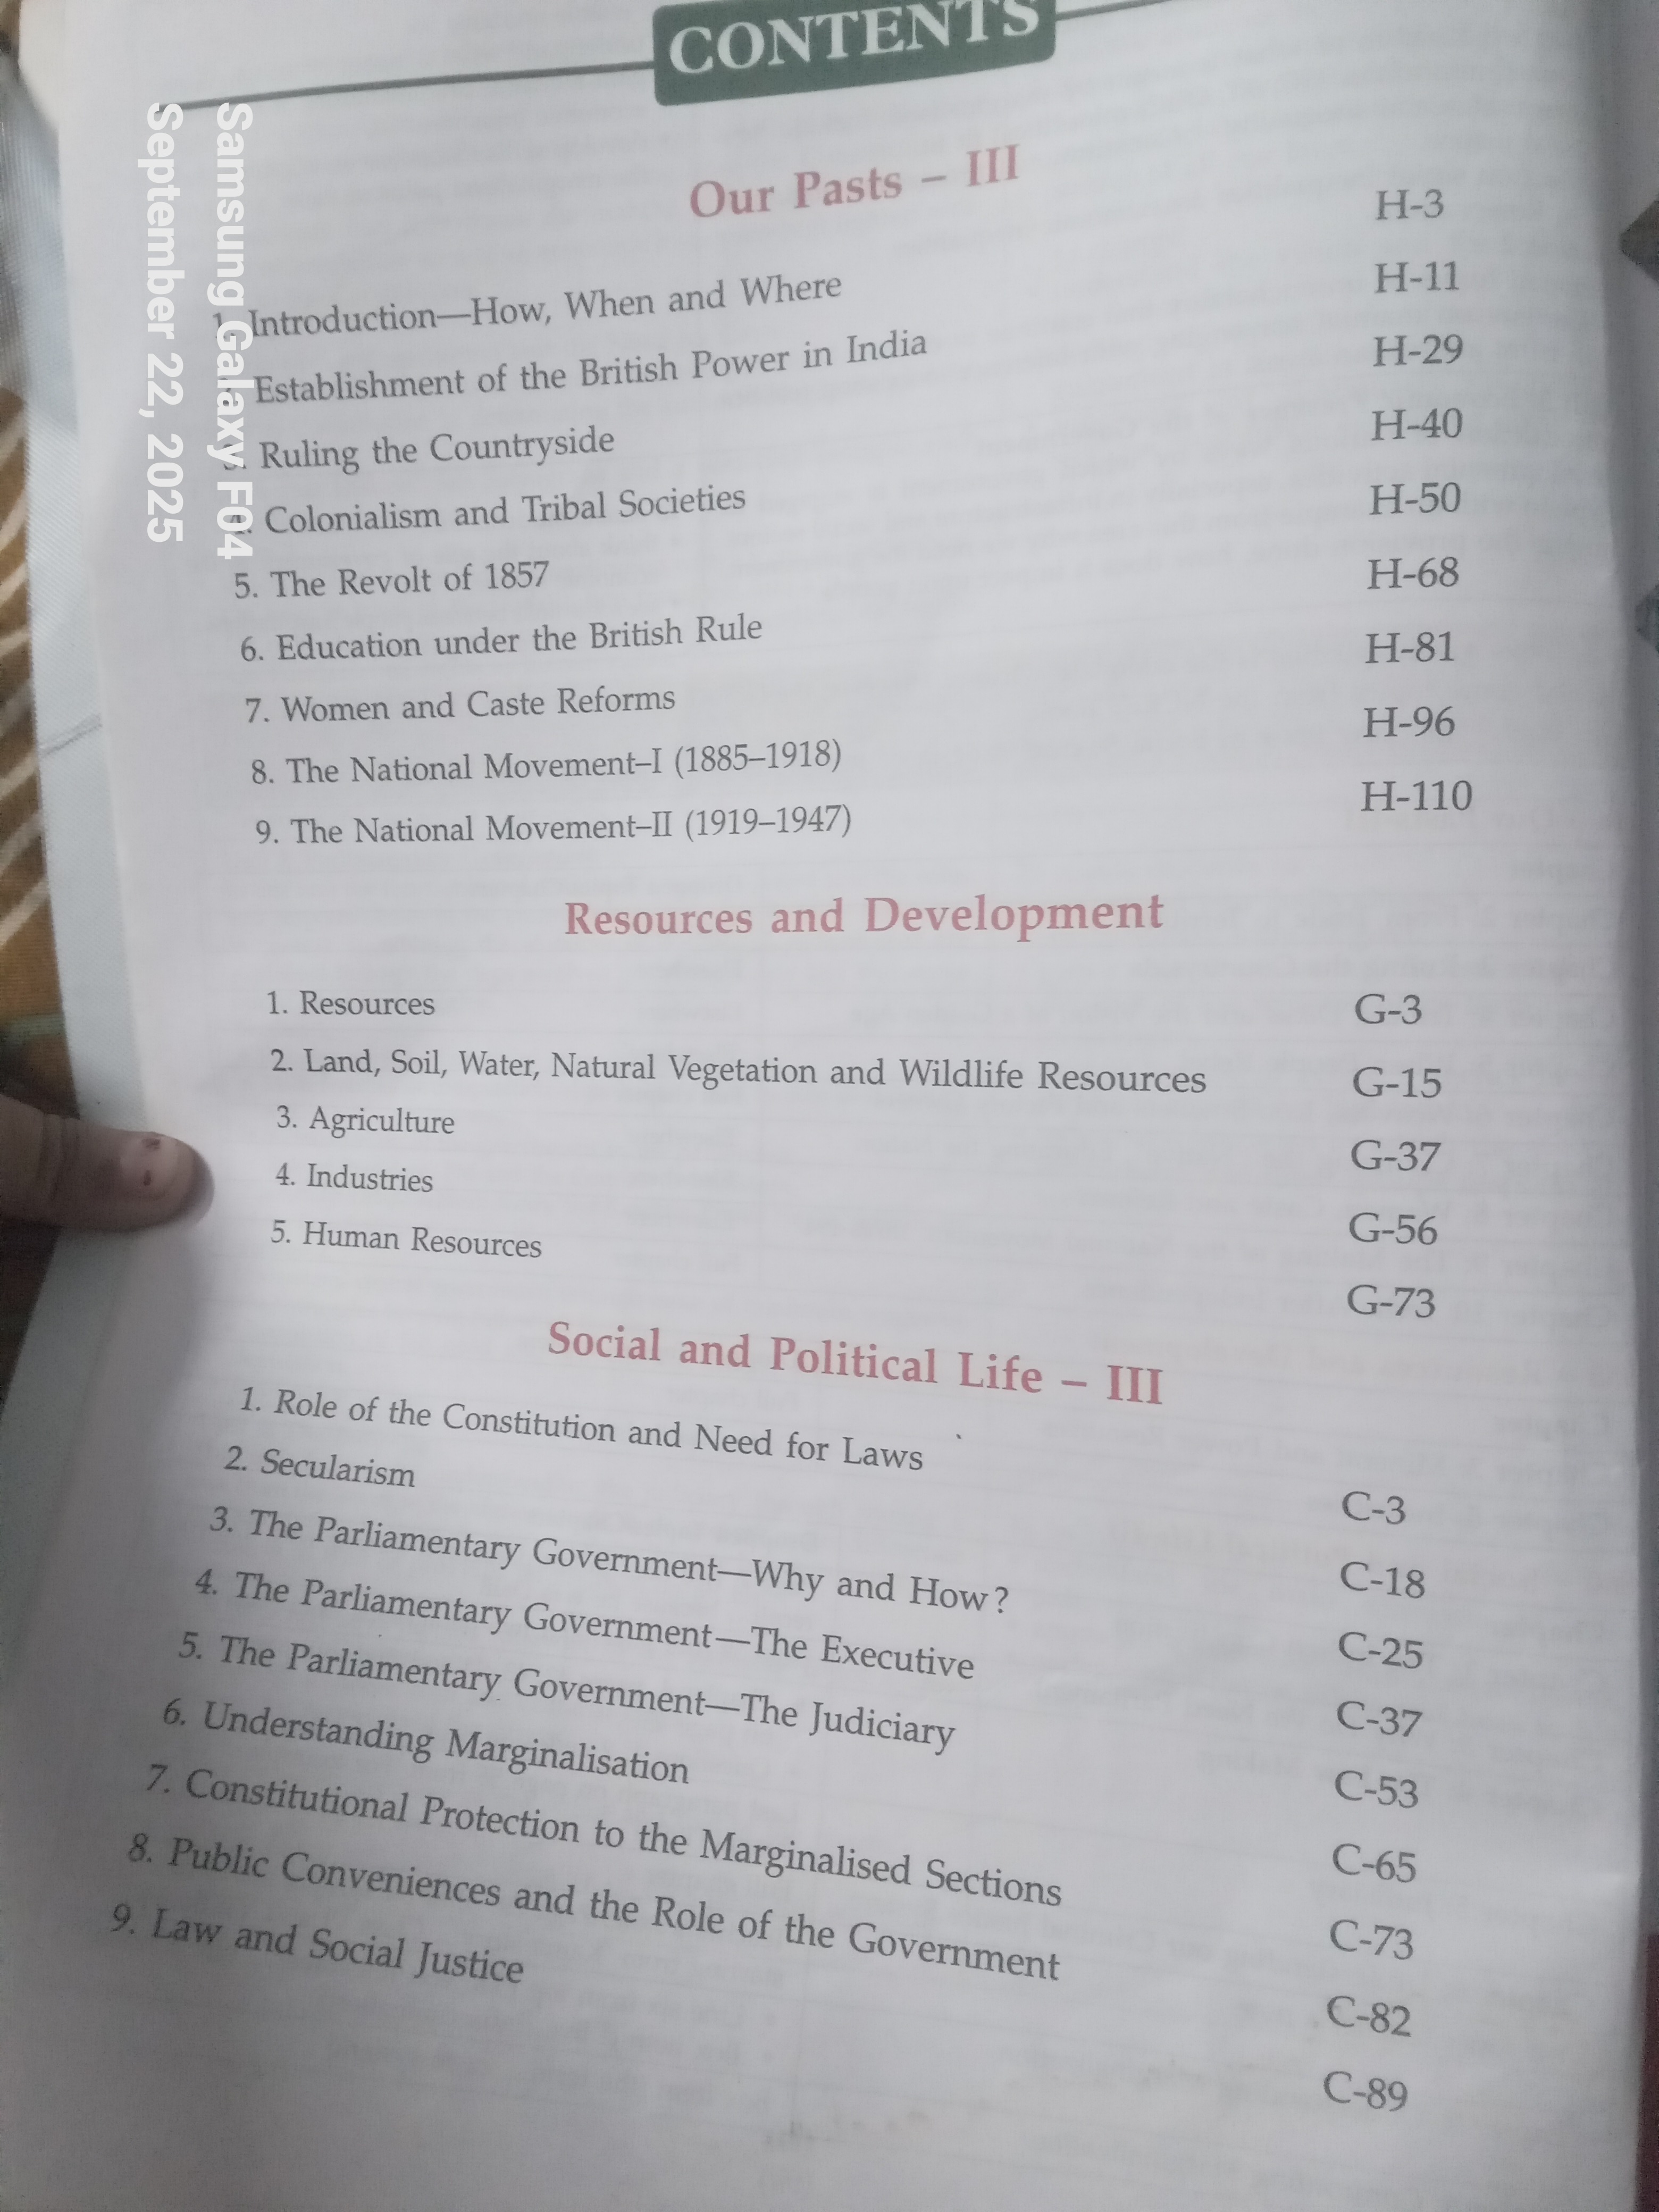 CONTENTS
Our Pasts – III
1. Introduction—How, When and Where H-3
Establishment of the British Power in India H-11
Ruling the Countryside H-29
Colonialism and Tribal Societies H-40
5. The Revolt of 1857 H-50
6. Education under the British Rule H-68
7. Women and Caste Reforms H-81
8. The National Movement–I (1885–1918) H-96
9. The National Movement–II (1919–1947) H-110
Resources and Development
1. Resources G-3
2. Land, Soil, Water, Natural Vegetation and Wildlife Resources G-15
3. Agriculture G-37
4. Industries G-56
5. Human Resources G-73
Social and Political Life – III
1. Role of the Constitution and Need for Laws C-3
2. Secularism C-18
3. The Parliamentary Government—Why and How? C-25
4. The Parliamentary Government—The Executive C-37
5. The Parliamentary Government—The Judiciary C-53
6. Understanding Marginalisation C-65
7. Constitutional Protection to the Marginalised Sections C-73
8. Public Conveniences and the Role of the Government C-82
9. Law and Social Justice C-89
Samsung Galaxy F04
September 22, 2025